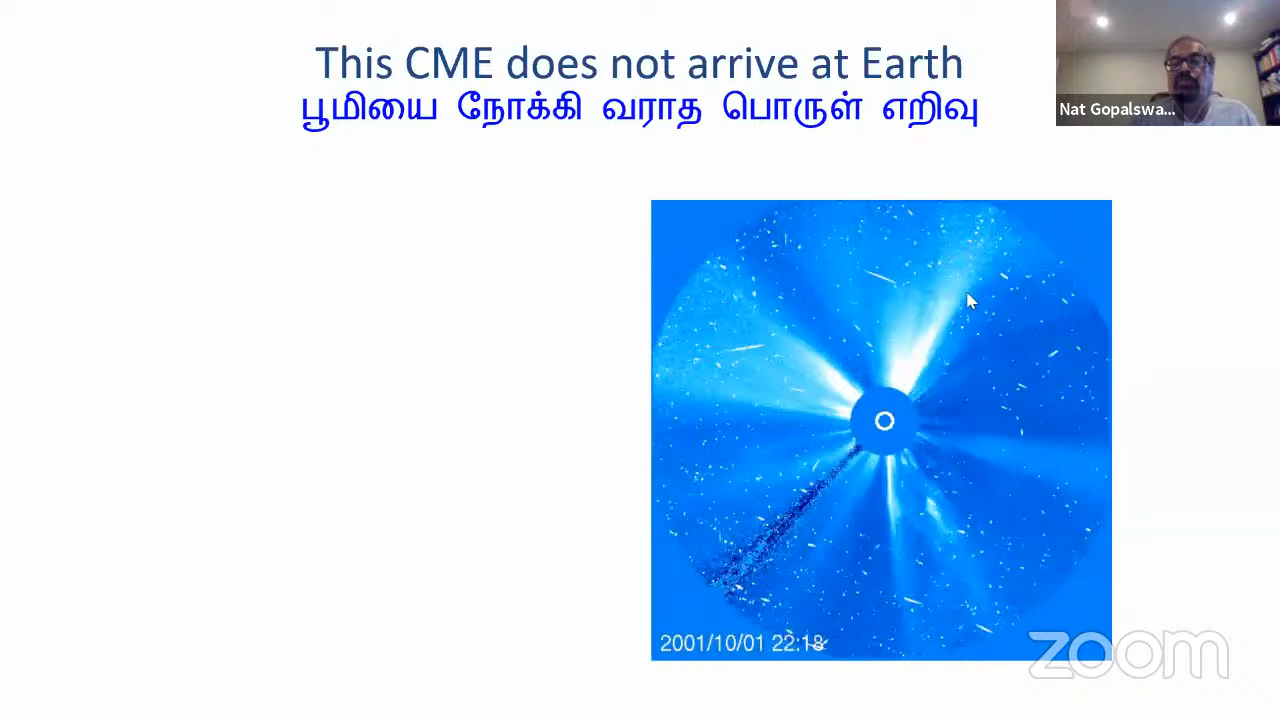 This CME does not arrive at Earth
பூமியை நோக்கி வராத பொருள் எறிவு
Nat Gopalswa...
2001/10/01 22:18
zoom